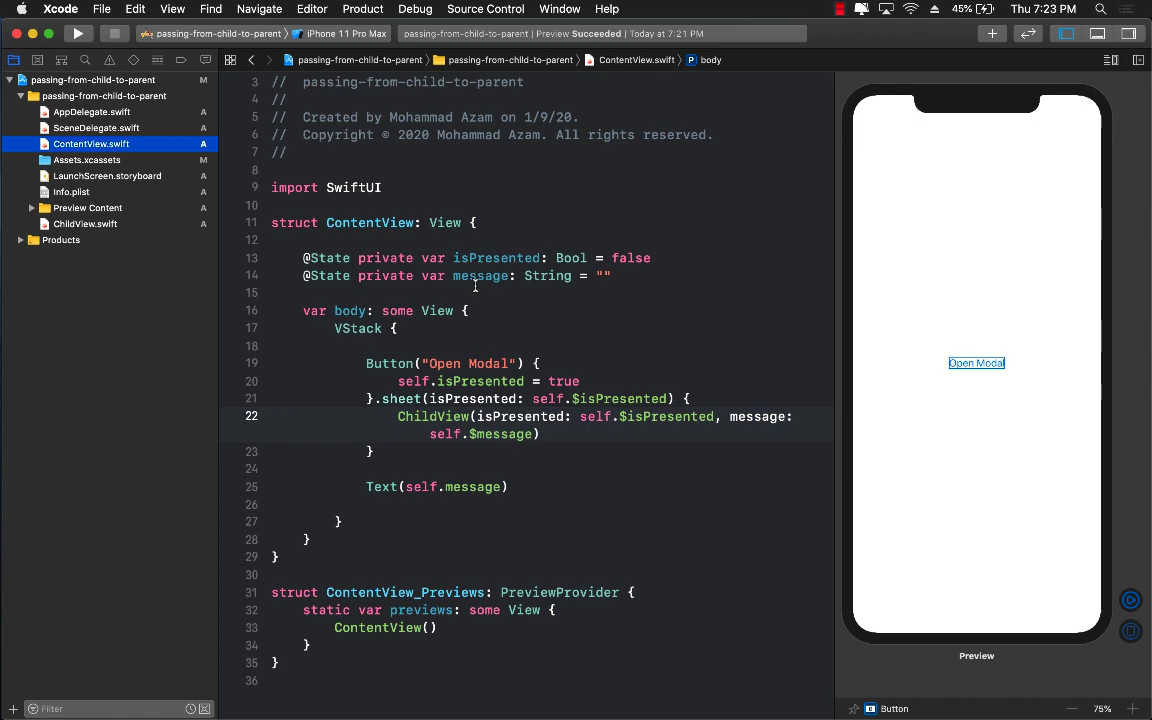 Xcode File Edit View Find Navigate Editor Product Debug Source Control Window Help 45% Thu 7:23 PM
passing-from-child-to-parent iPhone 11 Pro Max passing-from-child-to-parent | Preview Succeeded | Today at 7:21 PM
passing-from-child-to-parent passing-from-child-to-parent ContentView.swift P body
passing-from-child-to-parent M
passing-from-child-to-parent
AppDelegate.swift A
SceneDelegate.swift A
ContentView.swift A
Assets.xcassets M
LaunchScreen.storyboard A
Info.plist A
Preview Content A
ChildView.swift A
Products
3 // passing-from-child-to-parent
4 //
5 // Created by Mohammad Azam on 1/9/20.
6 // Copyright © 2020 Mohammad Azam. All rights reserved.
7 //
8
9 import SwiftUI
10
11 struct ContentView: View {
12
13 @State private var isPresented: Bool = false
14 @State private var message: String = ""
15
16 var body: some View {
17 VStack {
18
19 Button("Open Modal") {
20 self.isPresented = true
21 }.sheet(isPresented: self.$isPresented) {
22 ChildView(isPresented: self.$isPresented, message:
self.$message)
23 }
24
25 Text(self.message)
26
27 }
28 }
29 }
30
31 struct ContentView_Previews: PreviewProvider {
32 static var previews: some View {
33 ContentView()
34 }
35 }
36
Open Modal
Preview
Filter
Button 75%